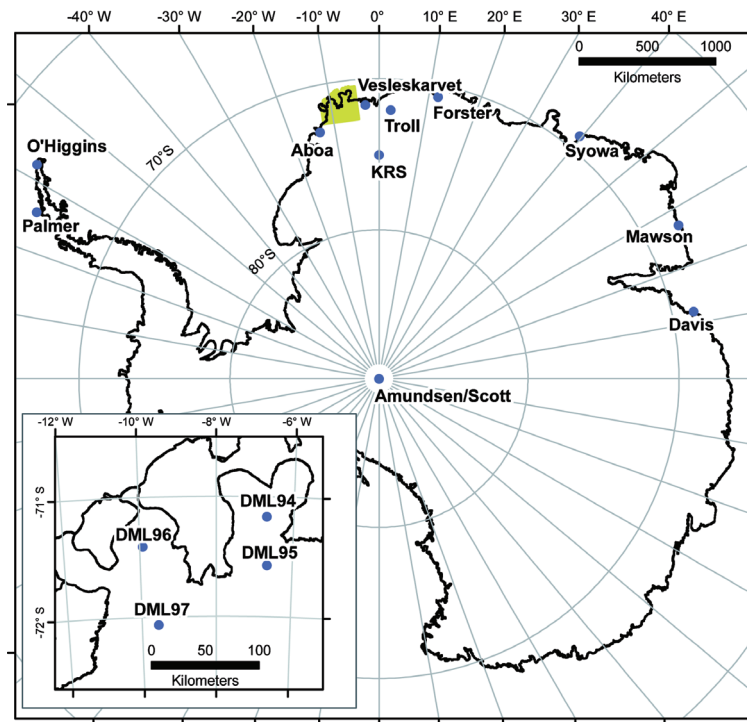 -40° W -30° W -20° W -10° W 0° 10° E 20° E 30° E 40° E
0 500 1000
Kilometers
Vesleskarvet
O'Higgins
70°S
Aboa
Troll
Forster
Syowa
KRS
Palmer
80°S
Mawson
Davis
Amundsen/Scott
-12° W -10° W -8° W -6° W
-71°S
DML94
DML96
DML95
DML97
-72°S
0 50 100
Kilometers